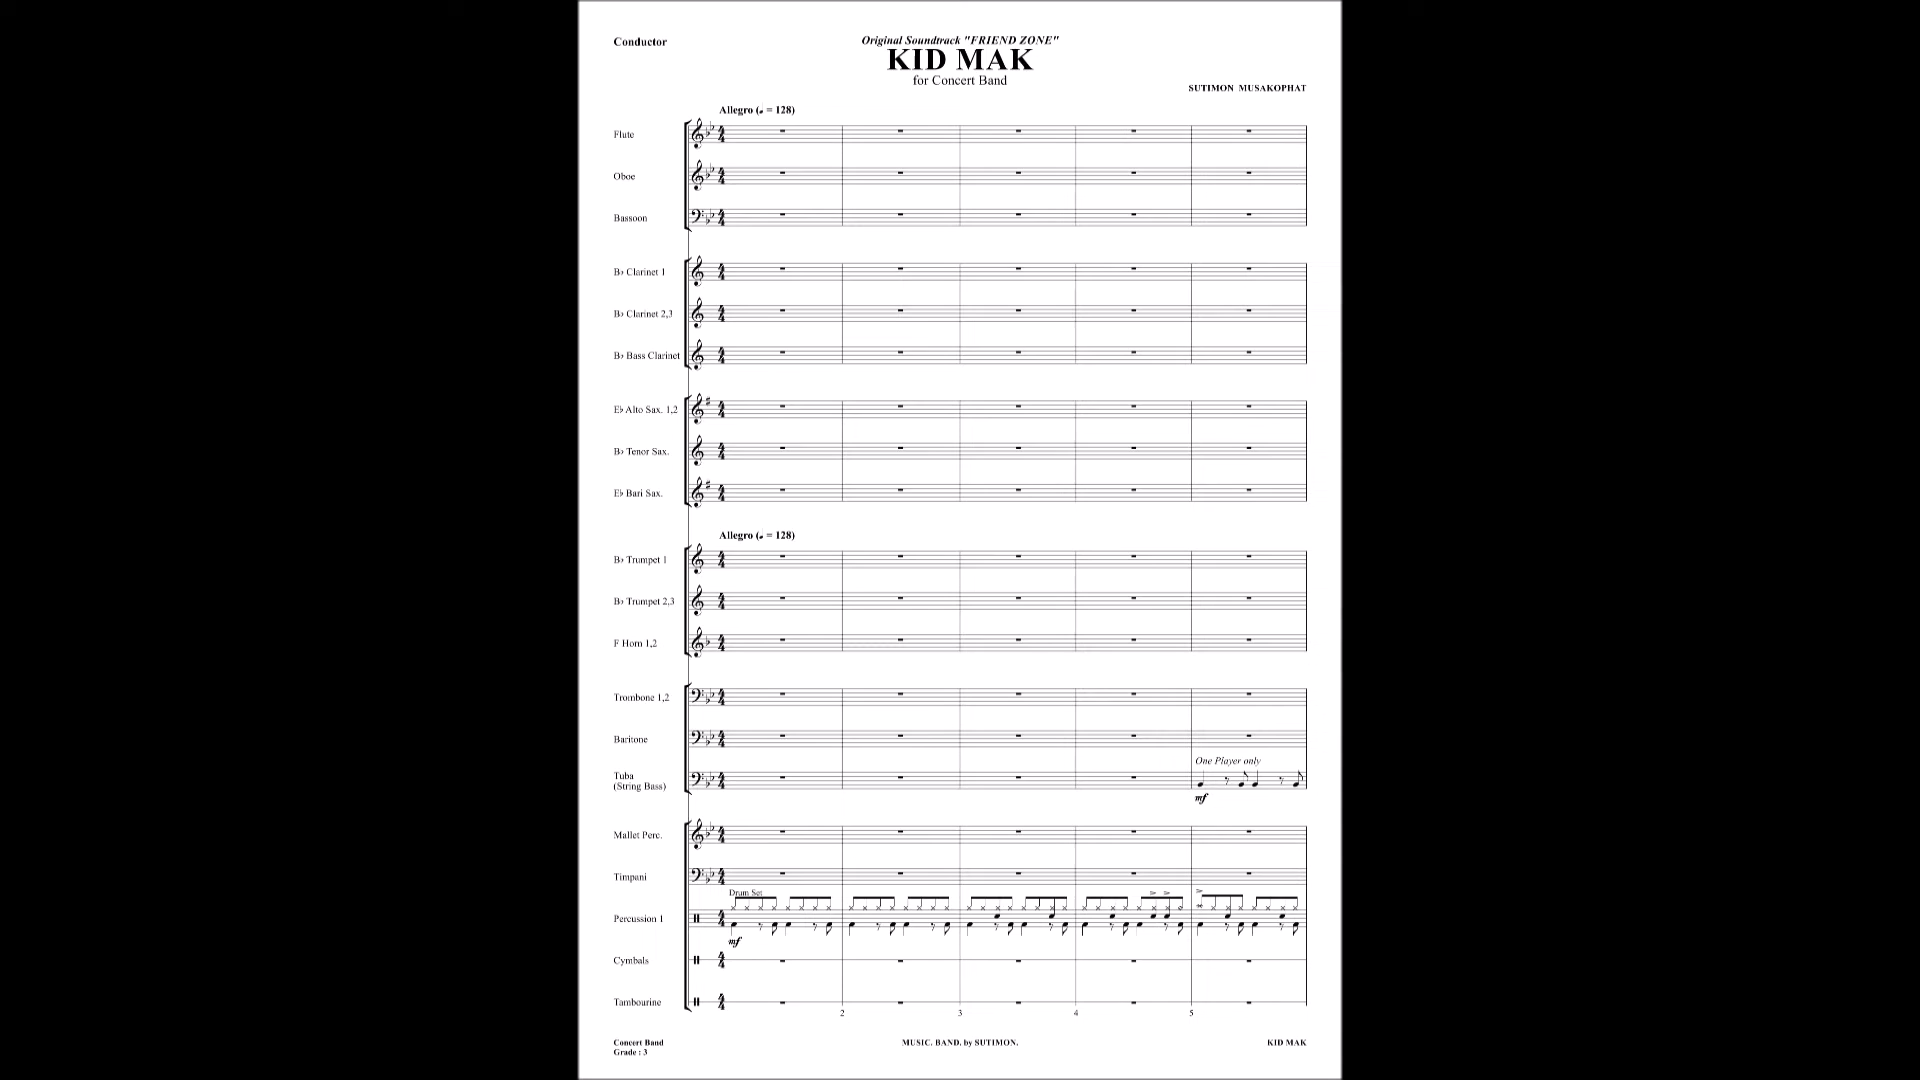 Conductor
Original Soundtrack "FRIEND ZONE"
KID MAK
for Concert Band
SUTIMON MUSAKOPHAT
Allegro (♩ = 128)
Flute
Oboe
Bassoon
B♭ Clarinet 1
B♭ Clarinet 2,3
B♭ Bass Clarinet
E♭ Alto Sax. 1,2
B♭ Tenor Sax.
E♭ Bari Sax.
Allegro (♩ = 128)
B♭ Trumpet 1
B♭ Trumpet 2,3
F Horn 1,2
Trombone 1,2
Baritone
One Player only
Tuba
(String Bass)
mf
Mallet Perc.
Timpani
Drum Set
Percussion 1
mf
Cymbals
Tambourine
2 3 4 5
Concert Band
Grade : 3
MUSIC. BAND. by SUTIMON.
KID MAK